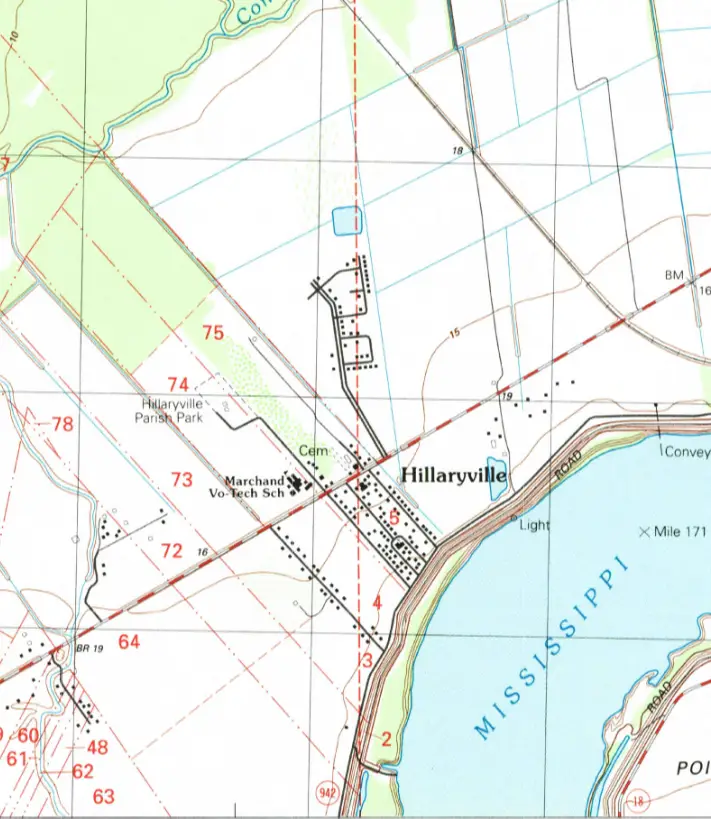 Con
10
7
18
BM
16
75
15
74
19
Hillaryville
Parish Park
78
Cem
Convey
73
Marchand
Vo-Tech Sch
Hillaryville
ROAD
5
Light
Mile 171
72
16
MISSISSIPPI
4
64
BR 19
3
ROAD
60
2
48
61
62
POI
63
942
18